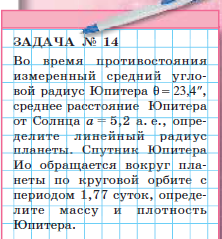 ЗАДАЧА № 14
Во время противостояния
измеренный средний угло-
вой радиус Юпитера θ = 23,4″,
среднее расстояние Юпитера
от Солнца a = 5,2 а. е., опре-
делите линейный радиус
планеты. Спутник Юпитера
Ио обращается вокруг пла-
неты по круговой орбите с
периодом 1,77 суток, опреде-
лите массу и плотность
Юпитера.